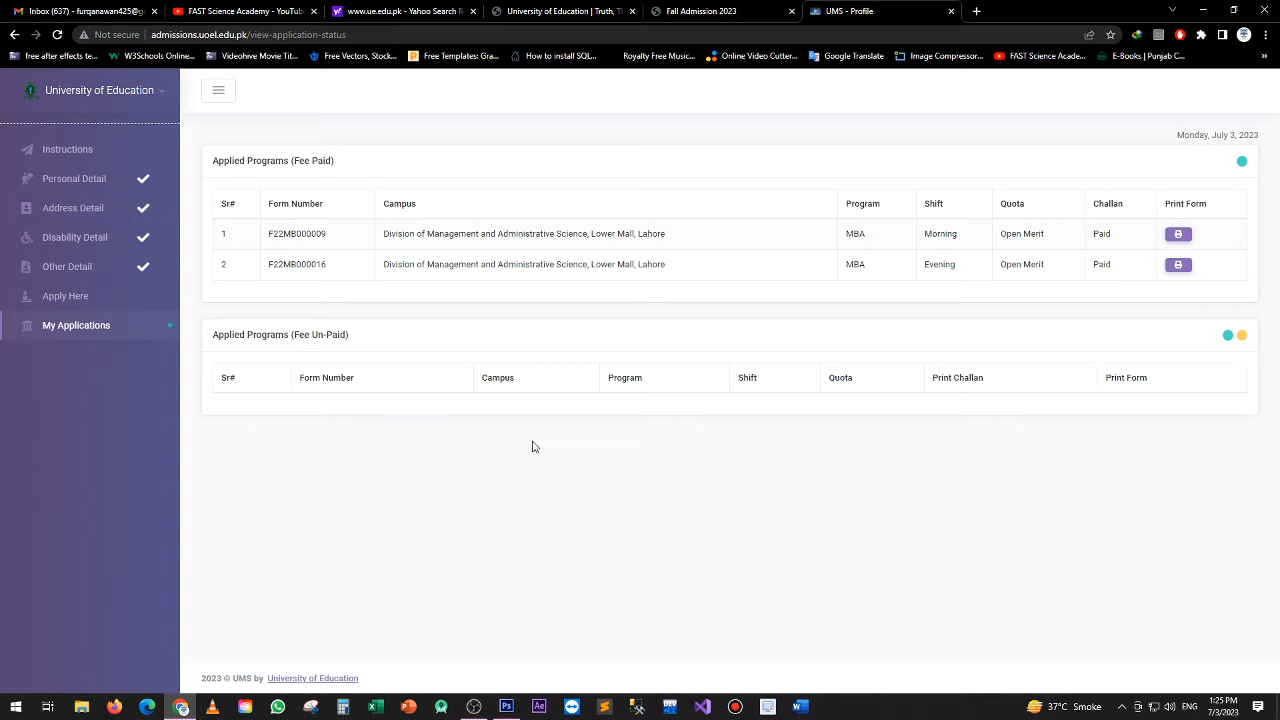 Inbox (637) - furqanawan425@gr
FAST Science Academy - YouTube
www.ue.edu.pk - Yahoo Search R
University of Education | Truth, Th
Fall Admission 2023
UMS - Profile
Not secure | admissions.uoel.edu.pk/view-application-status
free after effects te...
W3Schools Online...
Videohive Mirror Vi...
Free Vectors, Stock...
Free Templates, Gr...
How to install SQL...
Royalty Free Music...
Online Video Cutter...
Google Translate
Image Compressor...
FAST Science Acade...
E-Books | Punjab C...
»
University of Education
Instructions
Personal Detail
Address Detail
Disability Detail
Other Detail
Apply Here
My Applications
Monday, July 3, 2023
Applied Programs (Fee Paid)
Sr# Form Number Campus Program Shift Quota Challan Print Form
1 F22MB000009 Division of Management and Administrative Science, Lower Mall, Lahore MBA Morning Open Merit Paid
2 F22MB000016 Division of Management and Administrative Science, Lower Mall, Lahore MBA Evening Open Merit Paid
Applied Programs (Fee Un-Paid)
Sr# Form Number Campus Program Shift Quota Print Challan Print Form
2023 © UMS by University of Education
37°C Smoke
ENG
1:25 PM
7/3/2023